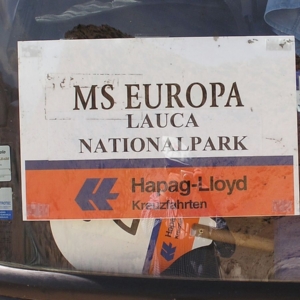 MS EUROPA
LAUCA
NATIONALPARK
Hapag-Lloyd
Kreuzfahrten